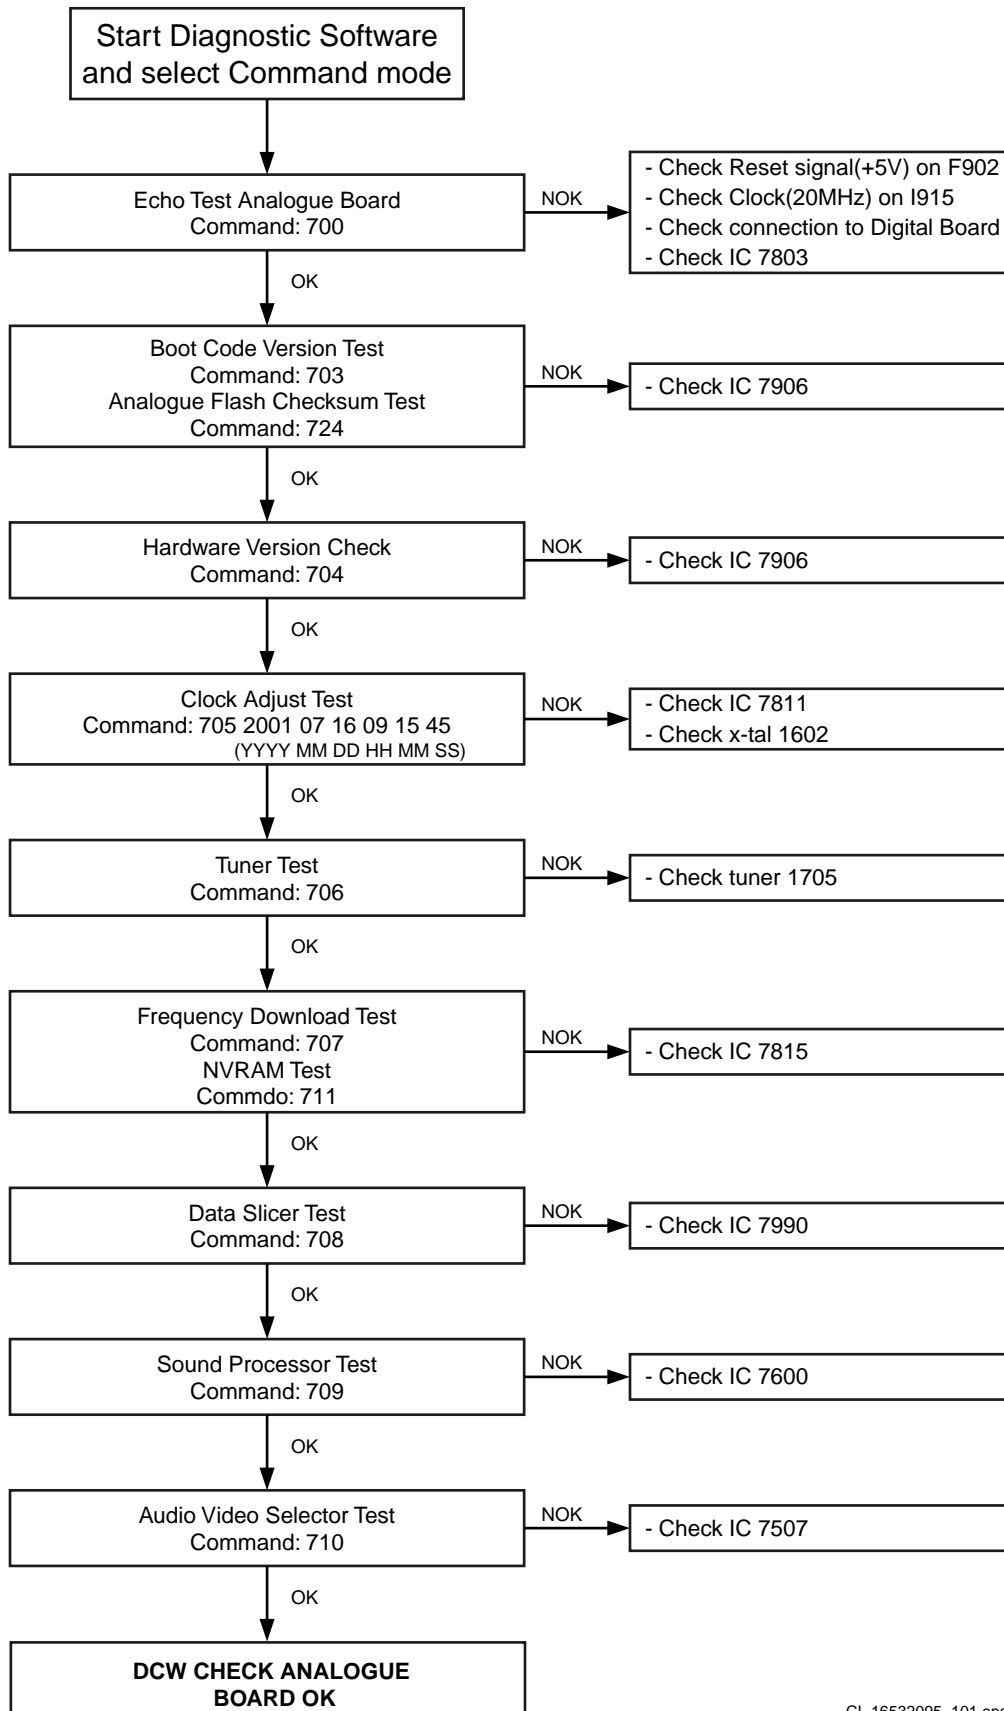 Start Diagnostic Software
and select Command mode
Echo Test Analogue Board
Command: 700
NOK
- Check Reset signal(+5V) on F902
- Check Clock(20MHz) on I915
- Check connection to Digital Board
- Check IC 7803
OK
Boot Code Version Test
Command: 703
Analogue Flash Checksum Test
Command: 724
NOK
- Check IC 7906
OK
Hardware Version Check
Command: 704
NOK
- Check IC 7906
OK
Clock Adjust Test
Command: 705 2001 07 16 09 15 45
(YYYY MM DD HH MM SS)
NOK
- Check IC 7811
- Check x-tal 1602
OK
Tuner Test
Command: 706
NOK
- Check tuner 1705
OK
Frequency Download Test
Command: 707
NVRAM Test
Commdo: 711
NOK
- Check IC 7815
OK
Data Slicer Test
Command: 708
NOK
- Check IC 7990
OK
Sound Processor Test
Command: 709
NOK
- Check IC 7600
OK
Audio Video Selector Test
Command: 710
NOK
- Check IC 7507
OK
DCW CHECK ANALOGUE
BOARD OK